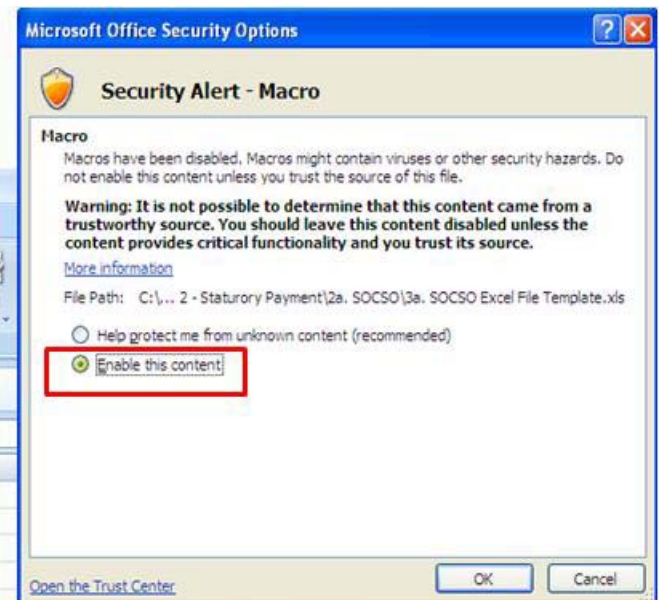 Microsoft Office Security Options
Security Alert - Macro
Macro
Macros have been disabled. Macros might contain viruses or other security hazards. Do
not enable this content unless you trust the source of this file.
Warning: It is not possible to determine that this content came from a
trustworthy source. You should leave this content disabled unless the
content provides critical functionality and you trust its source.
More information
File Path: C:\... 2 - Staturory Payment\2a. SOCSO\3a. SOCSO Excel File Template.xls
Help protect me from unknown content (recommended)
Enable this content
Open the Trust Center
OK
Cancel